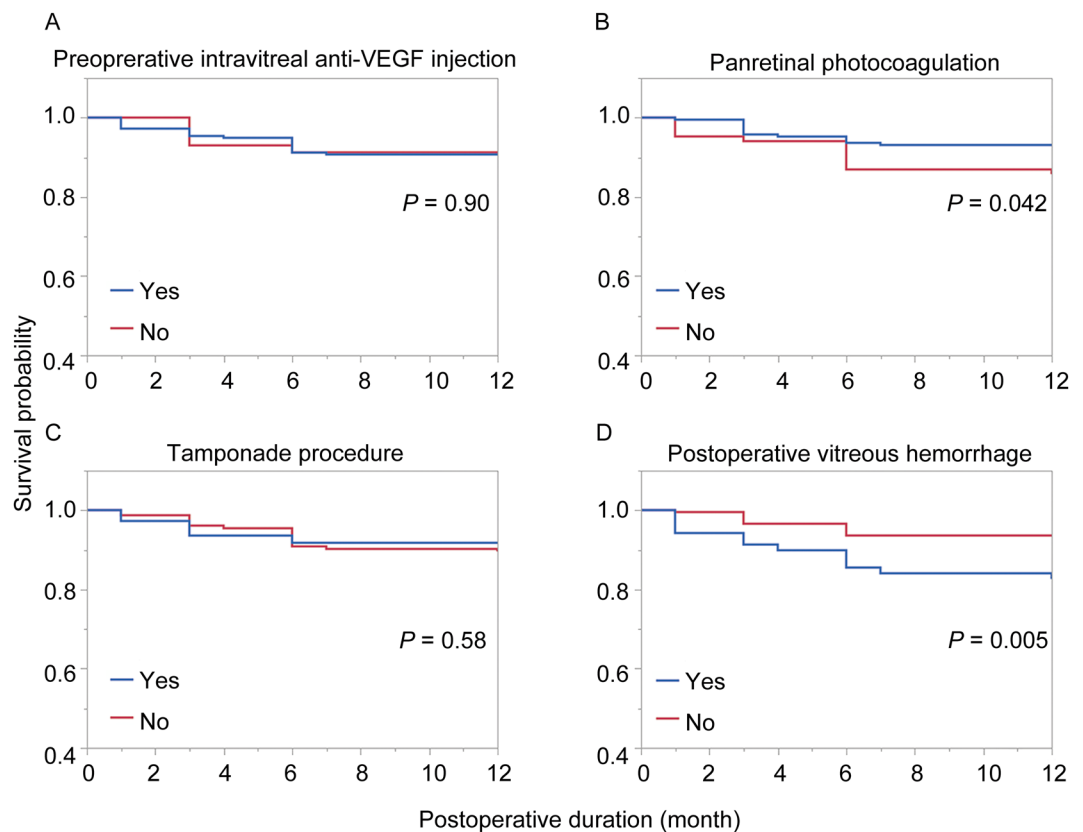 A
Preoprerative intravitreal anti-VEGF injection
1.0
0.8
0.6
0.4
P = 0.90
Yes
No
0 2 4 6 8 10 12
B
Panretinal photocoagulation
1.0
0.8
0.6
0.4
P = 0.042
Yes
No
0 2 4 6 8 10 12
Survival probability
C
Tamponade procedure
1.0
0.8
0.6
0.4
P = 0.58
Yes
No
0 2 4 6 8 10 12
D
Postoperative vitreous hemorrhage
1.0
0.8
0.6
0.4
P = 0.005
Yes
No
0 2 4 6 8 10 12
Postoperative duration (month)